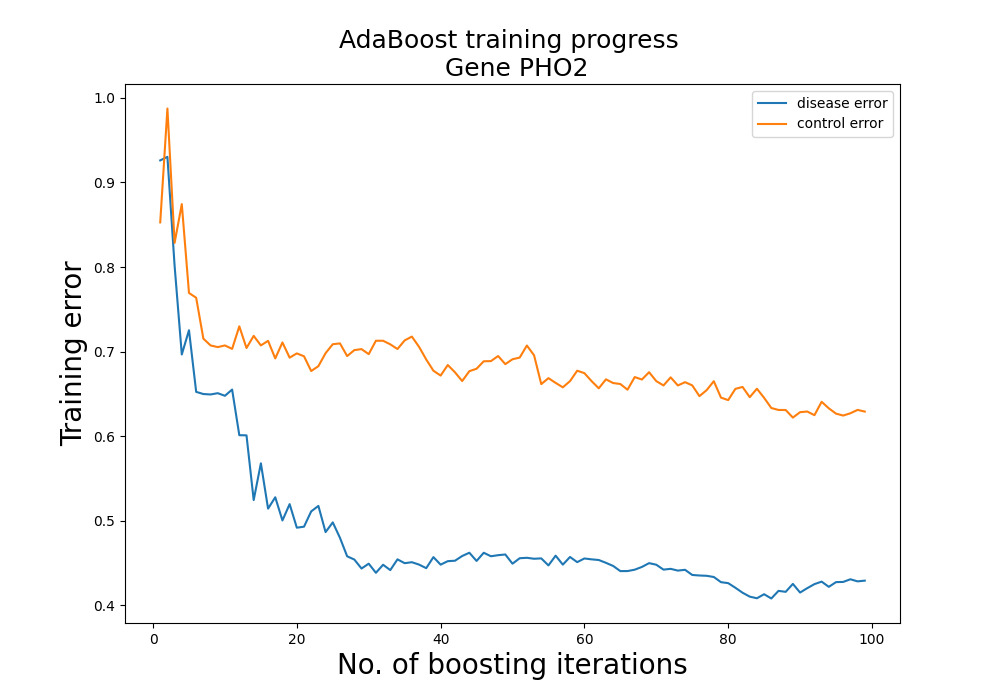 AdaBoost training progress
Gene PHO2
disease error
control error
Training error
1.0
0.9
0.8
0.7
0.6
0.5
0.4
0
20
40
60
80
100
No. of boosting iterations